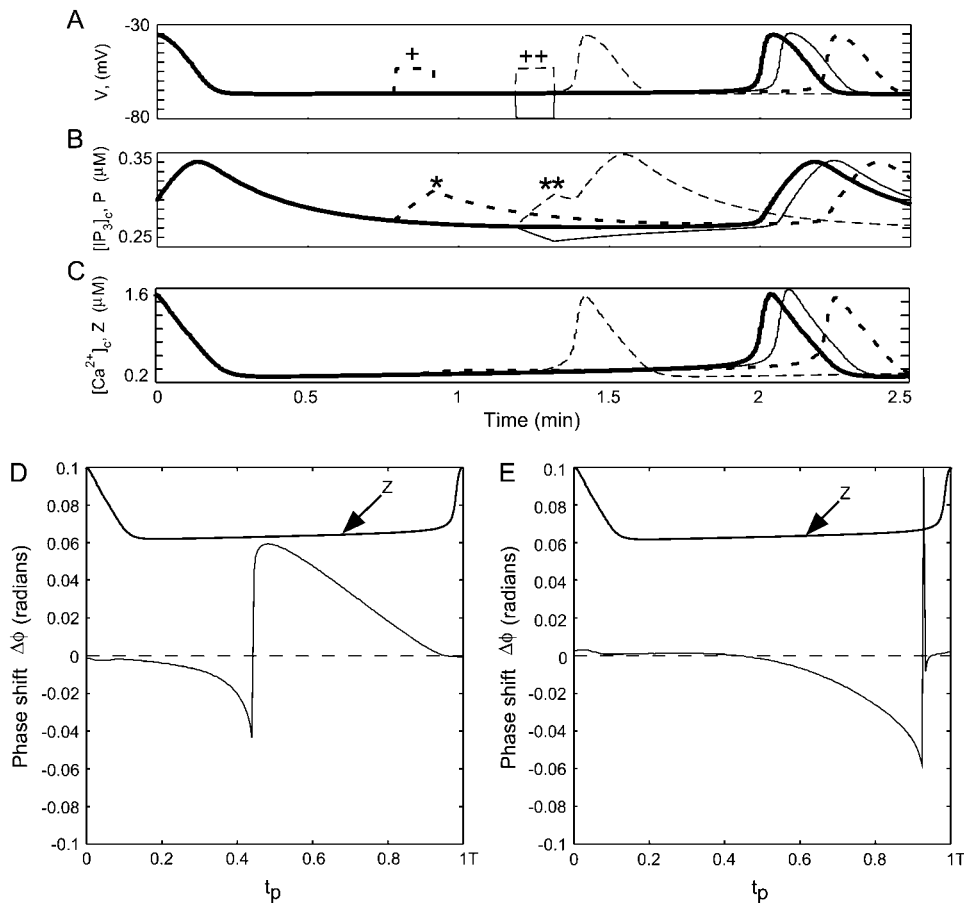 A
-30
V, (mV)
-80
+
++
B
0.35
[IP3]c, P (μM)
0.25
*
**
C
1.6
[Ca2+]c, Z (μM)
0.2
0
0.5
1
1.5
2
2.5
Time (min)
D
0.1
0.08
0.06
0.04
0.02
0
-0.02
-0.04
-0.06
-0.08
-0.1
Phase shift Δϕ (radians)
Z
0
0.2
0.4
0.6
0.8
1T
tp
E
0.1
0.08
0.06
0.04
0.02
0
-0.02
-0.04
-0.06
-0.08
-0.1
Phase shift Δϕ (radians)
Z
0
0.2
0.4
0.6
0.8
1T
tp